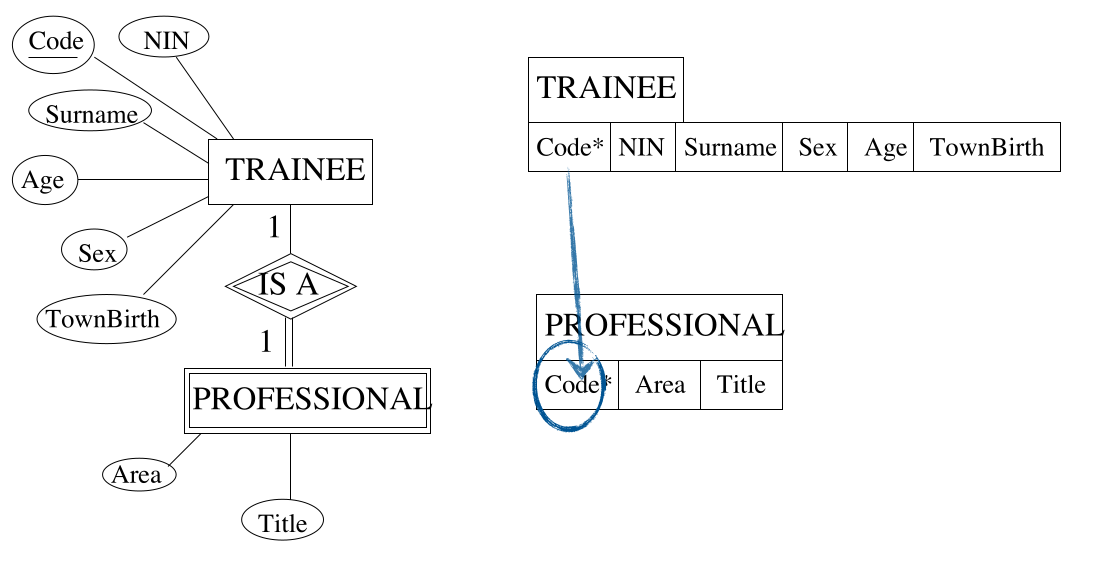 Code
NIN
Surname
TRAINEE
Age
Sex
TownBirth
1
IS A
1
PROFESSIONAL
Area
Title
TRAINEE
Code* NIN Surname Sex Age TownBirth
PROFESSIONAL
Code* Area Title